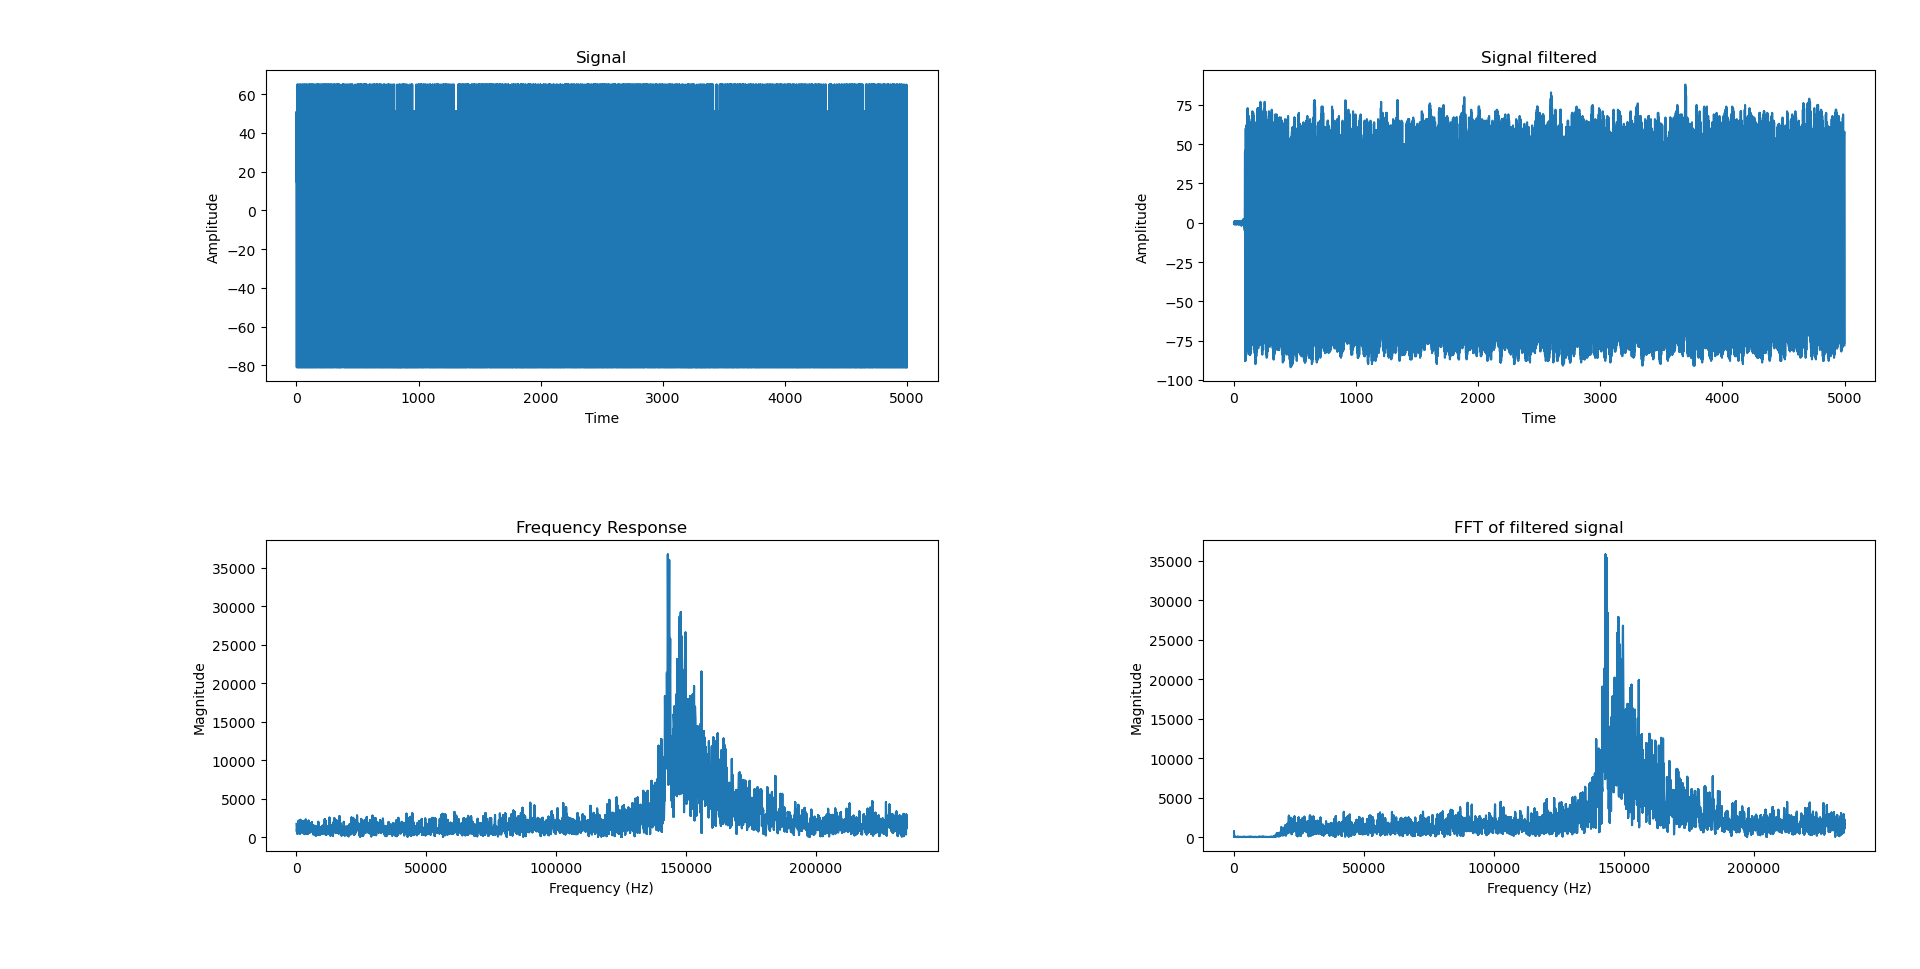 Signal
60
40
20
0
−20
−40
−60
−80
Amplitude
0 1000 2000 3000 4000 5000
Time
Signal filtered
75
50
25
0
−25
−50
−75
−100
Amplitude
0 1000 2000 3000 4000 5000
Time
Frequency Response
35000
30000
25000
20000
15000
10000
5000
0
Magnitude
0 50000 100000 150000 200000
Frequency (Hz)
FFT of filtered signal
35000
30000
25000
20000
15000
10000
5000
0
Magnitude
0 50000 100000 150000 200000
Frequency (Hz)